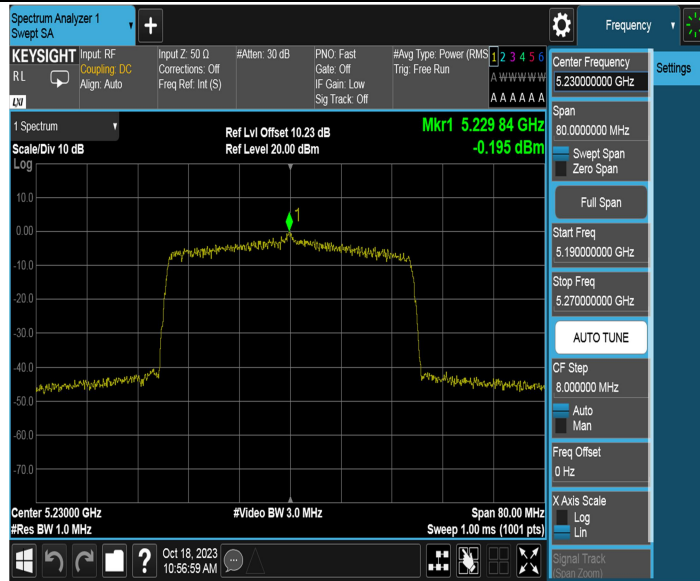 Spectrum Analyzer 1
Swept SA
+
Frequency
KEYSIGHT
RL
LXI
Input: RF
Coupling: DC
Align: Auto
Input Z: 50 Ω
Corrections: Off
Freq Ref: Int (S)
#Atten: 30 dB
PNO: Fast
Gate: Off
IF Gain: Low
Sig Track: Off
#Avg Type: Power (RMS
Trig: Free Run
1 2 3 4 5 6
A W W W W W
A A A A A A
1 Spectrum
Scale/Div 10 dB
Log
Ref Lvl Offset 10.23 dB
Ref Level 20.00 dBm
Mkr1 5.229 84 GHz
-0.195 dBm
1
10.0
0.00
-10.0
-20.0
-30.0
-40.0
-50.0
-60.0
-70.0
Center 5.23000 GHz
#Res BW 1.0 MHz
#Video BW 3.0 MHz
Span 80.00 MHz
Sweep 1.00 ms (1001 pts)
Center Frequency
5.230000000 GHz
Settings
Span
80.0000000 MHz
Swept Span
Zero Span
Full Span
Start Freq
5.190000000 GHz
Stop Freq
5.270000000 GHz
AUTO TUNE
CF Step
8.000000 MHz
Auto
Man
Freq Offset
0 Hz
X Axis Scale
Log
Lin
Signal Track
(Span Zoom)
?
Oct 18, 2023
10:56:59 AM